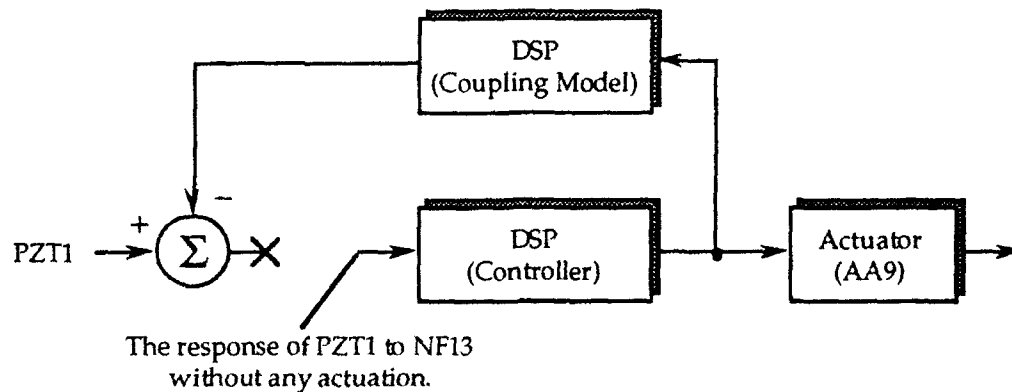 DSP
(Coupling Model)
−
+
PZT1
Σ
DSP
(Controller)
Actuator
(AA9)
The response of PZT1 to NF13
without any actuation.